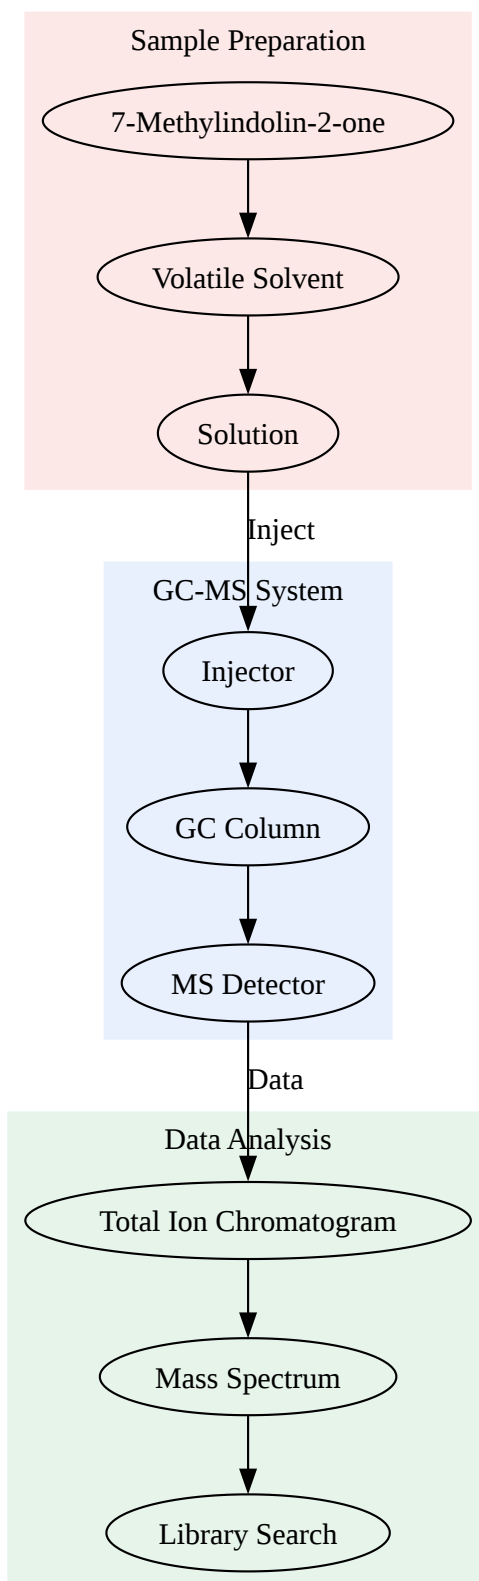 Sample Preparation
7-Methylindolin-2-one
Volatile Solvent
Solution
Inject
GC-MS System
Injector
GC Column
MS Detector
Data
Data Analysis
Total Ion Chromatogram
Mass Spectrum
Library Search